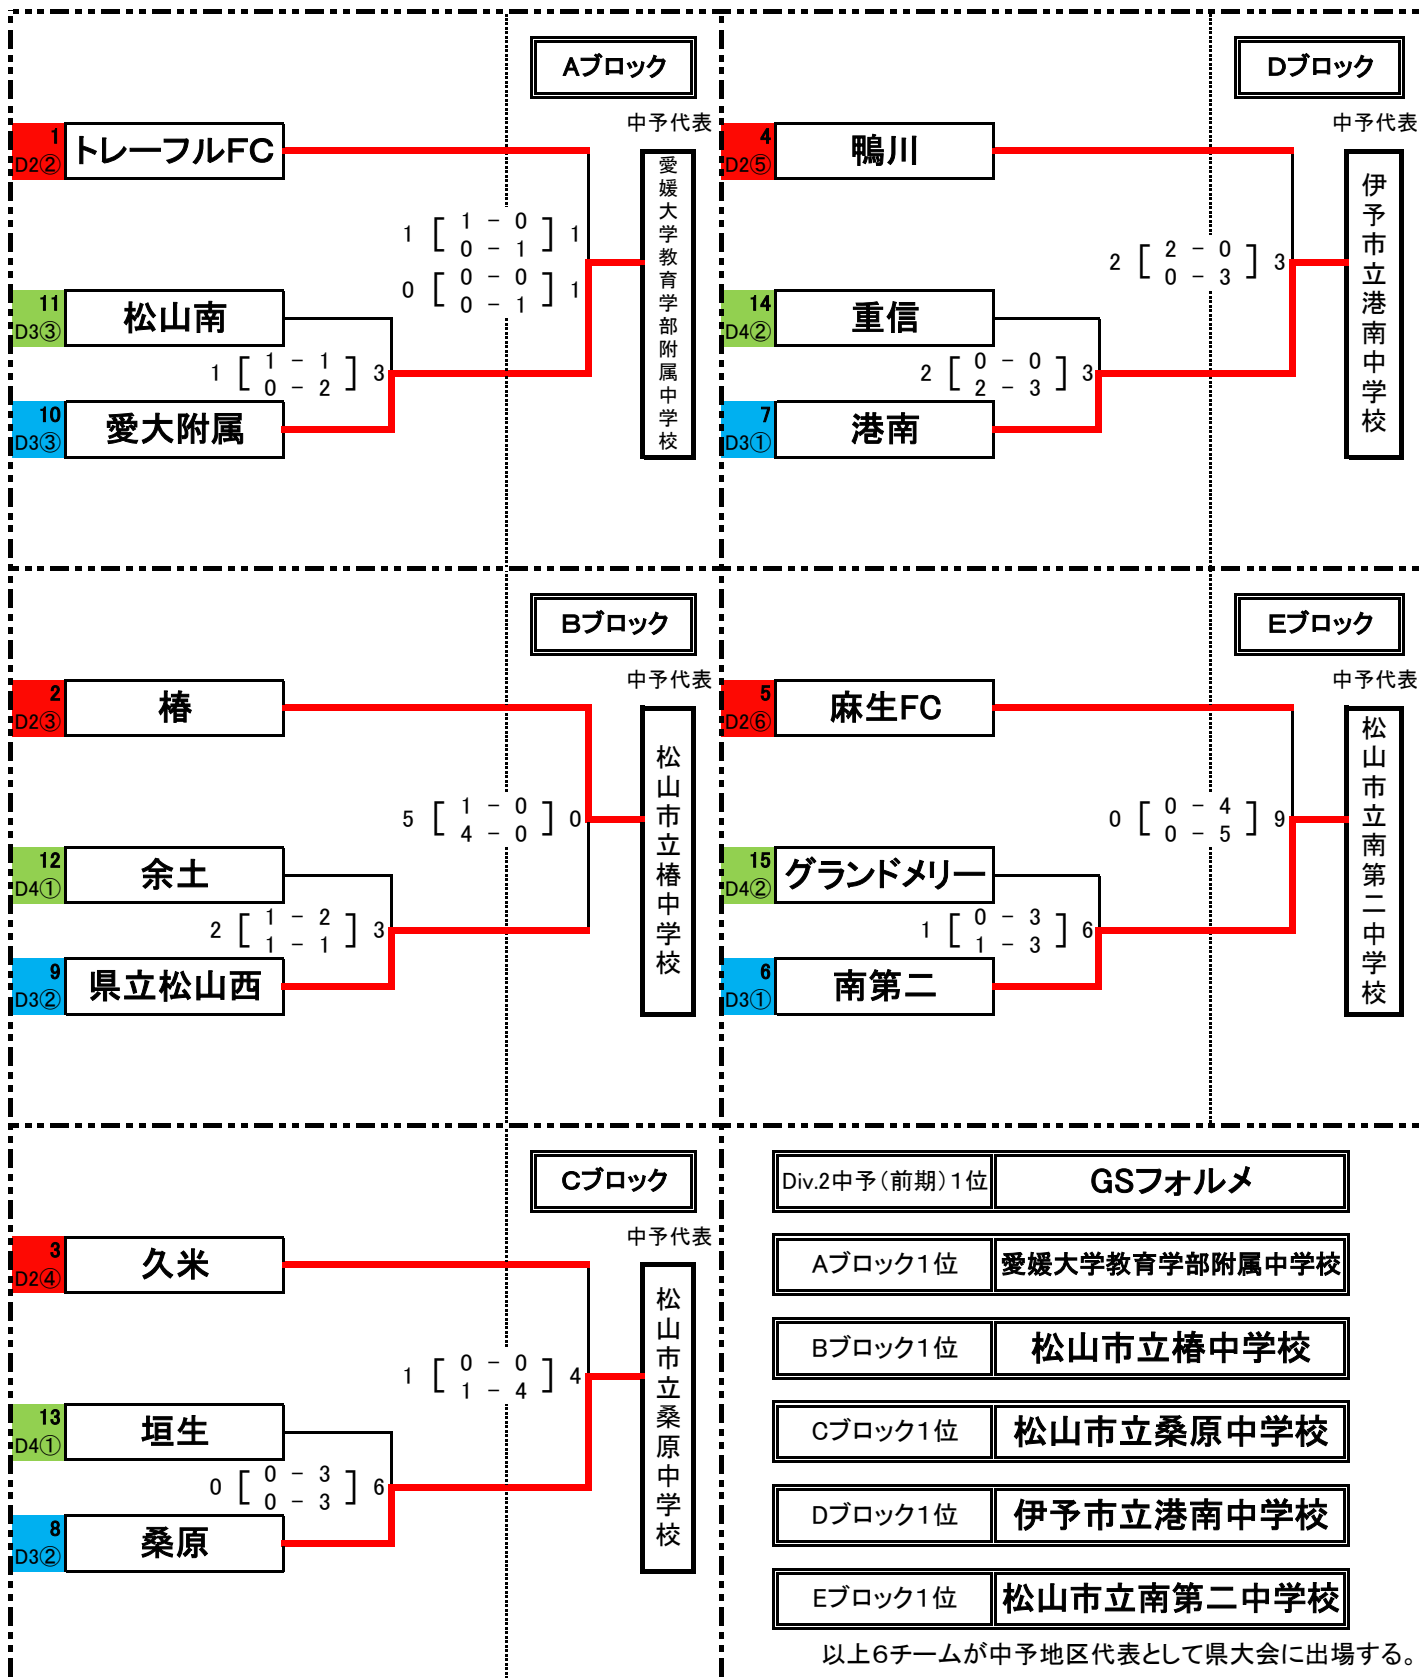 Aブロック
中予代表
1
D2②
トレーフルFC
1 [ 1 - 0 ] 1
0 - 1
0 [ 0 - 0 ] 1
0 - 1
11
D3③
松山南
1 [ 1 - 1 ] 3
0 - 2
10
D3③
愛大附属
愛媛大学教育学部附属中学校
Dブロック
中予代表
4
D2⑤
鴨川
2 [ 2 - 0 ] 3
0 - 3
14
D4②
重信
2 [ 0 - 0 ] 3
2 - 3
7
D3①
港南
伊予市立港南中学校
Bブロック
中予代表
2
D2③
椿
5 [ 1 - 0 ] 0
4 - 0
12
D4①
余土
2 [ 1 - 2 ] 3
1 - 1
9
D3②
県立松山西
松山市立椿中学校
Eブロック
中予代表
5
D2⑥
麻生FC
0 [ 0 - 4 ] 9
0 - 5
15
D4②
グランドメリー
1 [ 0 - 3 ] 6
1 - 3
6
D3①
南第二
松山市立南第二中学校
Cブロック
中予代表
3
D2④
久米
1 [ 0 - 0 ] 4
1 - 4
13
D4①
垣生
0 [ 0 - 3 ] 6
0 - 3
8
D3②
桑原
松山市立桑原中学校
Div.2中予(前期)1位 GSフォルメ
Aブロック1位 愛媛大学教育学部附属中学校
Bブロック1位 松山市立椿中学校
Cブロック1位 松山市立桑原中学校
Dブロック1位 伊予市立港南中学校
Eブロック1位 松山市立南第二中学校
以上6チームが中予地区代表として県大会に出場する。